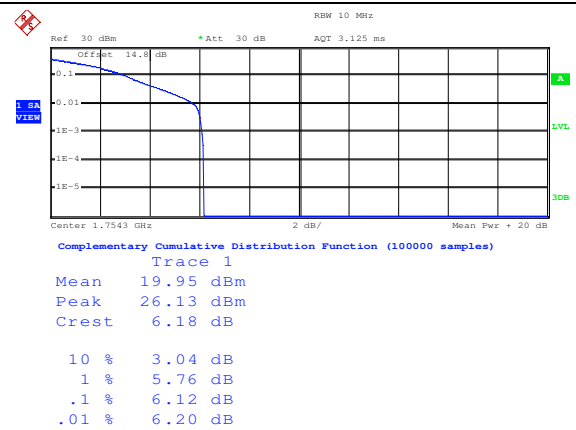 R S
RBW 10 MHz
Ref 30 dBm *Att 30 dB AQT 3.125 ms
Offset 14.8 dB
0.1
A
1 SA
VIEW
0.01
1E-3
LVL
1E-4
1E-5
3DB
Center 1.7543 GHz 2 dB/ Mean Pwr + 20 dB
Complementary Cumulative Distribution Function (100000 samples)
Trace 1
Mean 19.95 dBm
Peak 26.13 dBm
Crest 6.18 dB
10 % 3.04 dB
1 % 5.76 dB
.1 % 6.12 dB
.01 % 6.20 dB